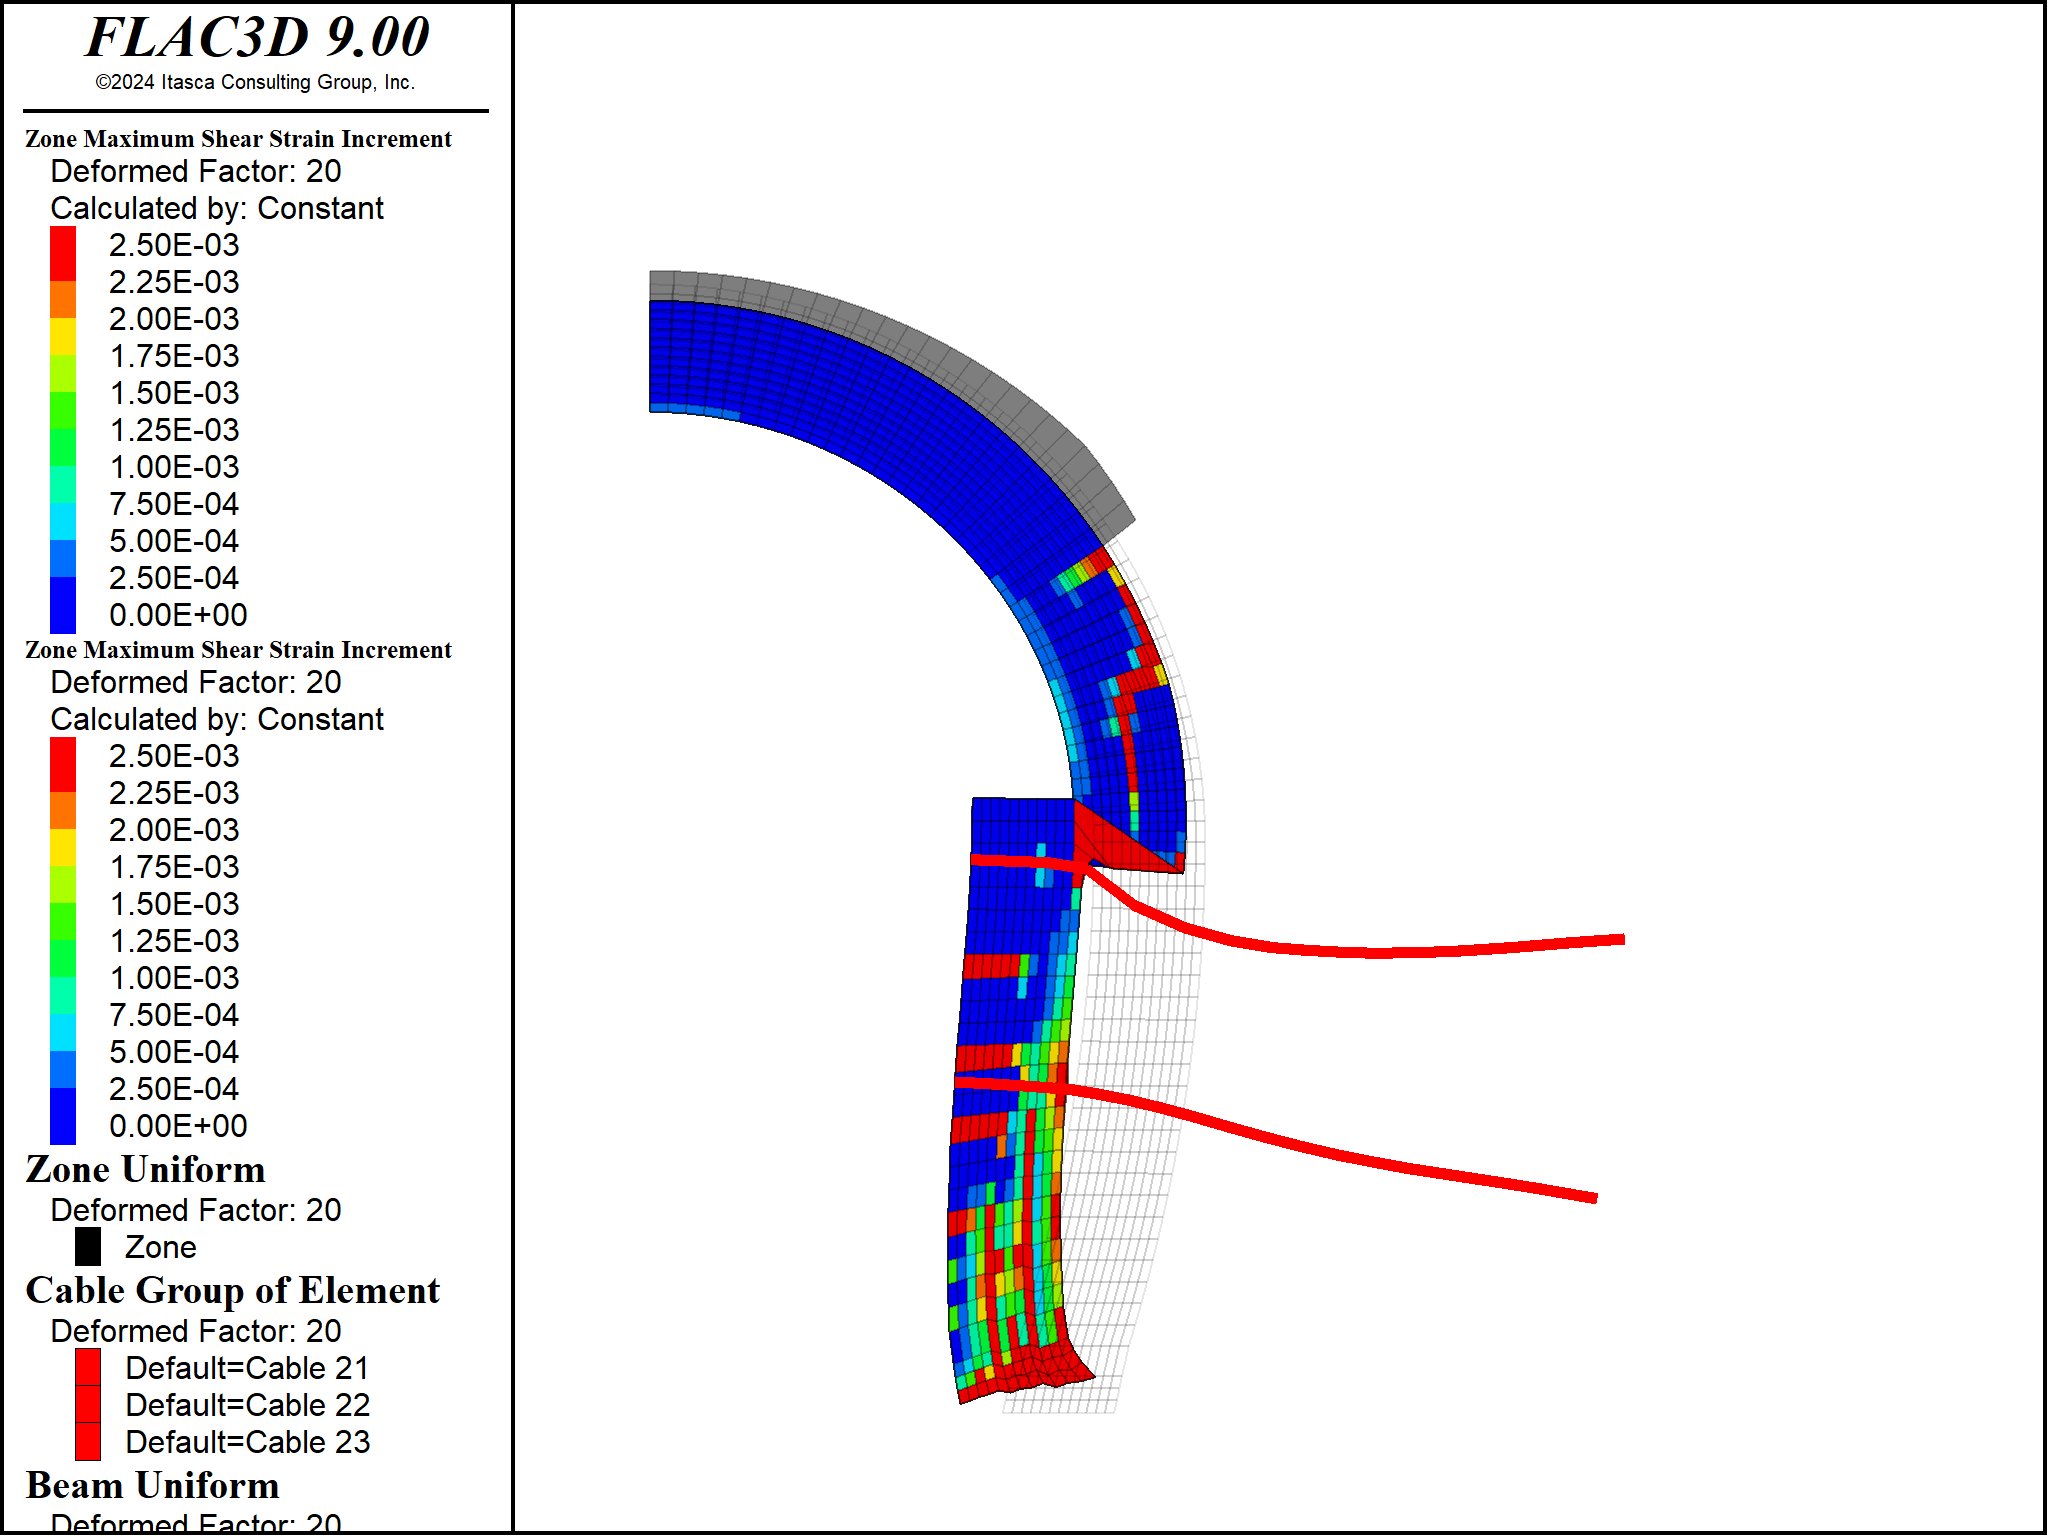 FLAC3D 9.00
©2024 Itasca Consulting Group, Inc.
Zone Maximum Shear Strain Increment
Deformed Factor: 20
Calculated by: Constant
2.50E-03
2.25E-03
2.00E-03
1.75E-03
1.50E-03
1.25E-03
1.00E-03
7.50E-04
5.00E-04
2.50E-04
0.00E+00
Zone Maximum Shear Strain Increment
Deformed Factor: 20
Calculated by: Constant
2.50E-03
2.25E-03
2.00E-03
1.75E-03
1.50E-03
1.25E-03
1.00E-03
7.50E-04
5.00E-04
2.50E-04
0.00E+00
Zone Uniform
Deformed Factor: 20
Zone
Cable Group of Element
Deformed Factor: 20
Default=Cable 21
Default=Cable 22
Default=Cable 23
Beam Uniform
Deformed Factor: 20